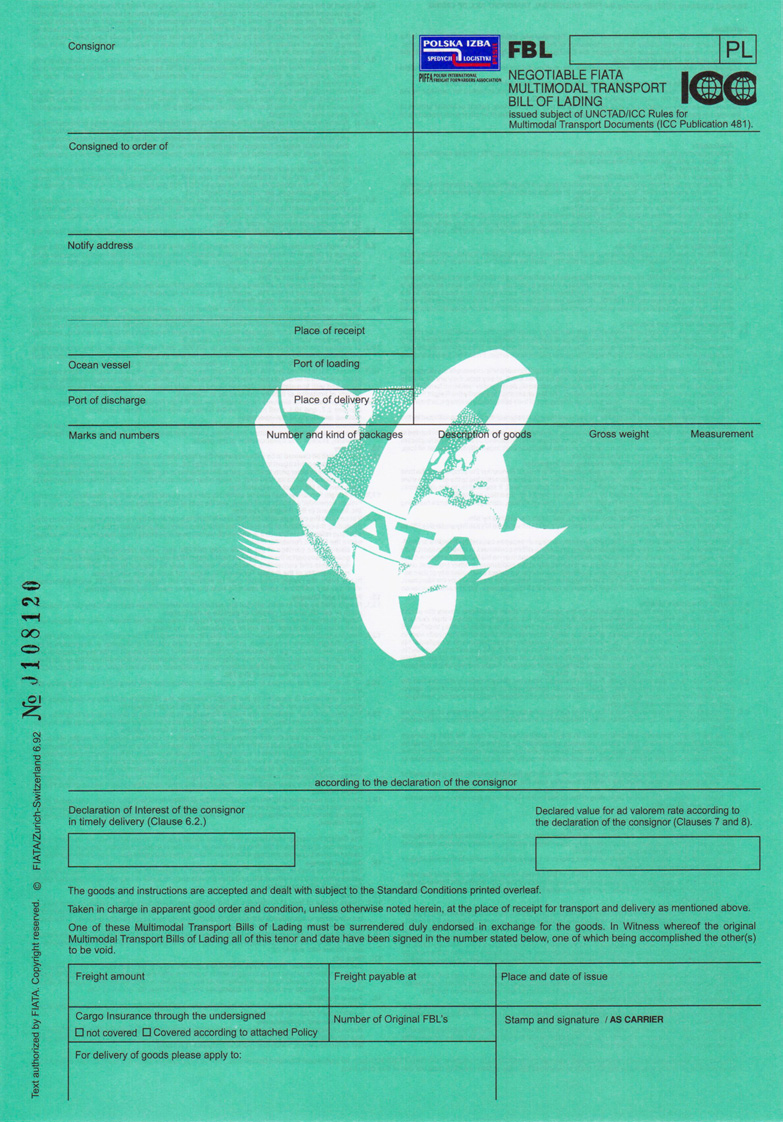 Consignor
POLSKA IZBA
SPEDYCJI I LOGISTYKI
PIFFA POLISH INTERNATIONAL
FREIGHT FORWARDERS ASSOCIATION
FBL
PL
NEGOTIABLE FIATA
MULTIMODAL TRANSPORT
BILL OF LADING
issued subject of UNCTAD/ICC Rules for
Multimodal Transport Documents (ICC Publication 481).
ICC
Consigned to order of
Notify address
Place of receipt
Ocean vessel
Port of loading
Port of discharge
Place of delivery
Marks and numbers
Number and kind of packages
Description of goods
Gross weight
Measurement
FIATA
according to the declaration of the consignor
Declaration of Interest of the consignor
in timely delivery (Clause 6.2.)
Declared value for ad valorem rate according to
the declaration of the consignor (Clauses 7 and 8).
The goods and instructions are accepted and dealt with subject to the Standard Conditions printed overleaf.
Taken in charge in apparent good order and condition, unless otherwise noted herein, at the place of receipt for transport and delivery as mentioned above.
One of these Multimodal Transport Bills of Lading must be surrendered duly endorsed in exchange for the goods. In Witness whereof the original
Multimodal Transport Bills of Lading all of this tenor and date have been signed in the number stated below, one of which being accomplished the other(s)
to be void.
Freight amount
Freight payable at
Place and date of issue
Cargo Insurance through the undersigned
☐ not covered ☐ Covered according to attached Policy
Number of Original FBL's
Stamp and signature / AS CARRIER
For delivery of goods please apply to:
Text authorized by FIATA. Copyright reserved. © FIATA/Zurich-Switzerland 6.92 № 0108120